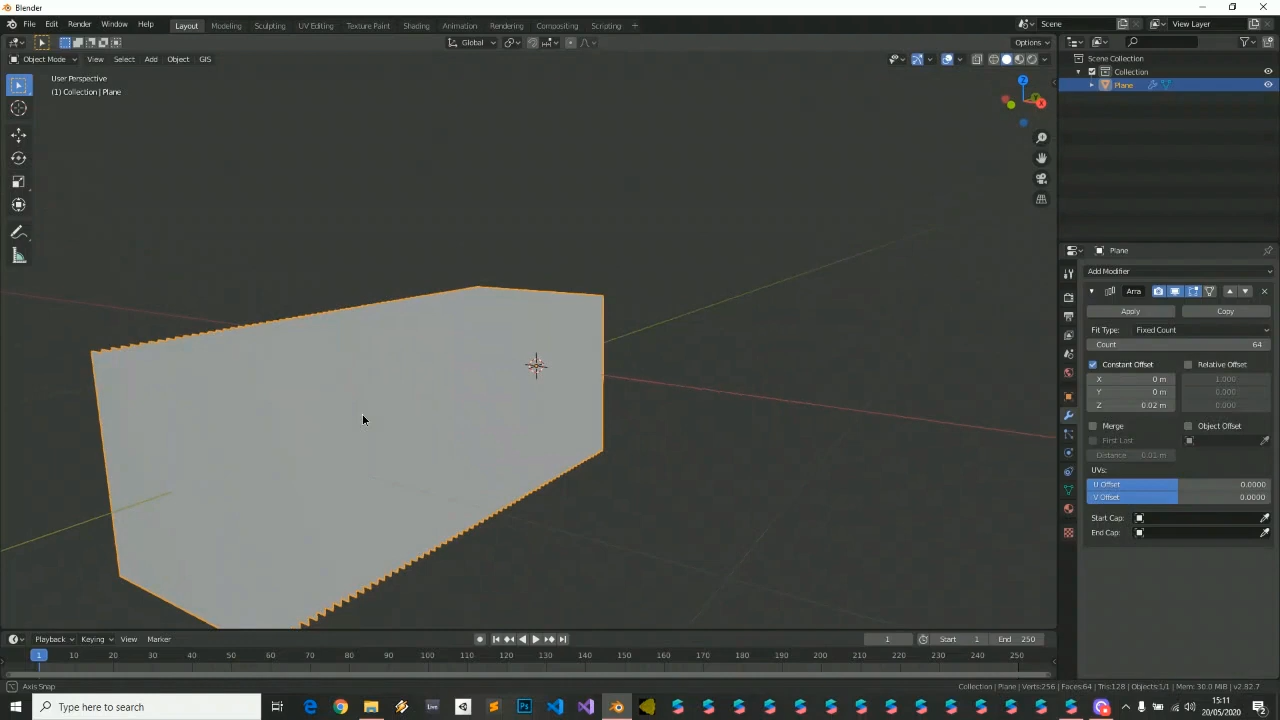 Blender
File Edit Render Window Help
Layout Modeling Sculpting UV Editing Texture Paint Shading Animation Rendering Compositing Scripting +
Scene
View Layer
Global
Options
Object Mode View Select Add Object GIS
User Perspective
(1) Collection | Plane
Z
X
Scene Collection
Collection
Plane
Plane
Add Modifier
Arra
Apply Copy
Fit Type: Fixed Count
Count 64
Constant Offset Relative Offset
X 0 m 1.000
Y 0 m 0.000
Z 0.02 m 0.000
Merge Object Offset
First Last
Distance 0.01 m
UVs:
U Offset 0.0000
V Offset 0.0000
Start Cap:
End Cap:
Playback Keying View Marker
1 Start 1 End 250
1 10 20 30 40 50 60 70 80 90 100 110 120 130 140 150 160 170 180 190 200 210 220 230 240 250
Axis Snap
Collection | Plane | Verts:256 | Faces:64 | Tris:128 | Objects:1/1 | Mem: 30.0 MiB | v2.82.7
Type here to search
Live
Ps
15:11
20/05/2020